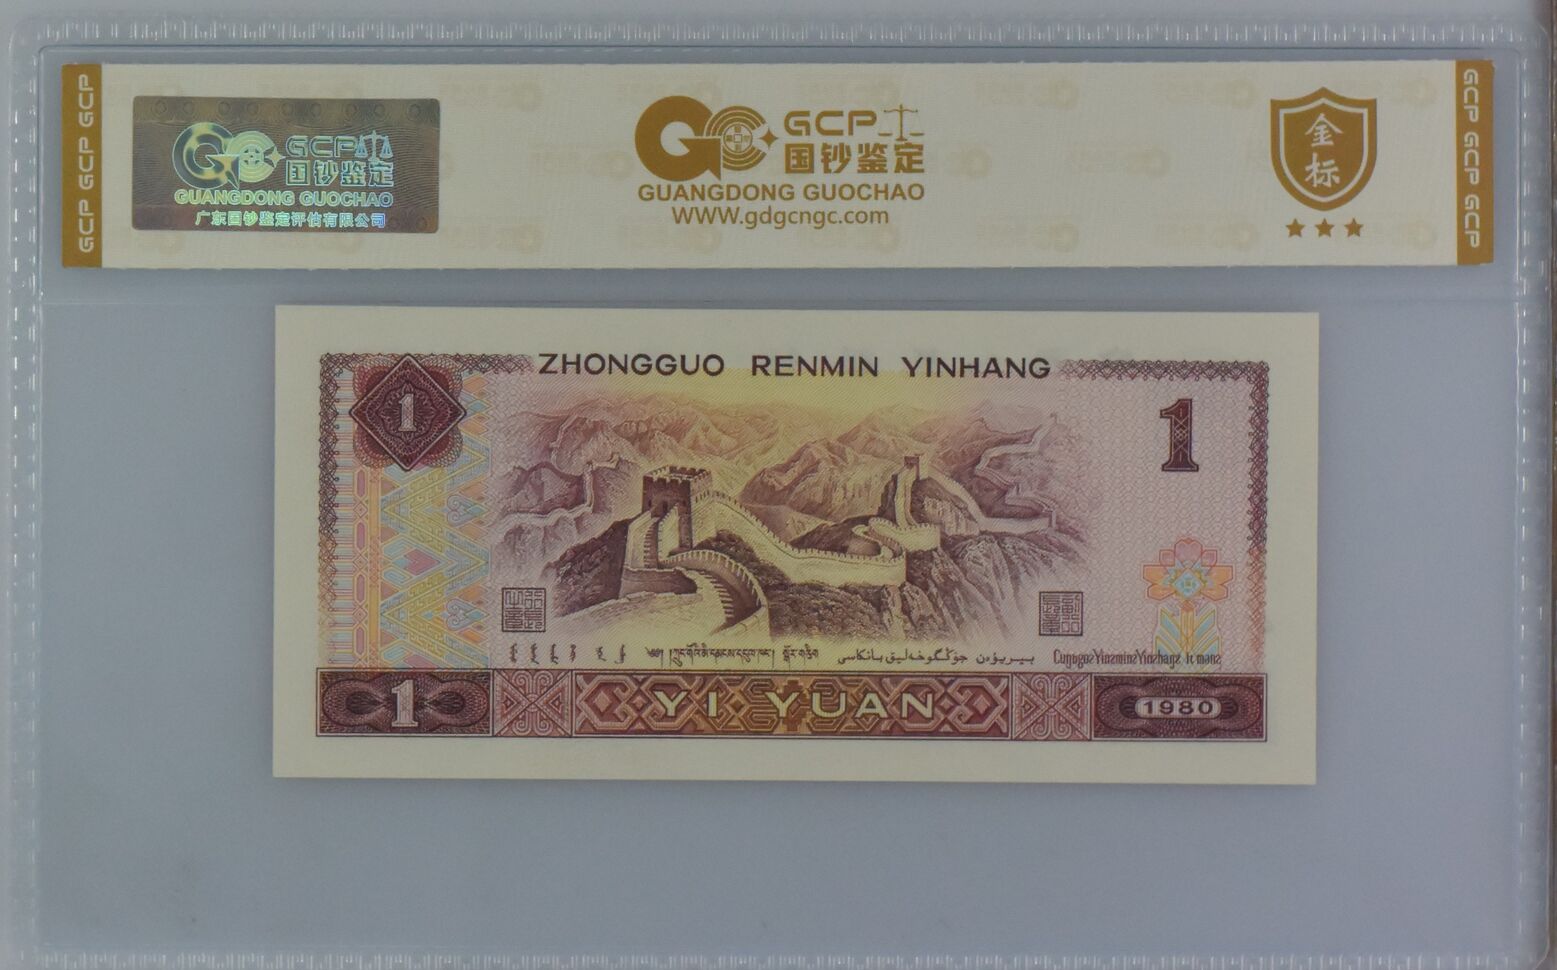 GCP GCP GCP
GCP
国钞鉴定
GUANGDONG GUOCHAO
广东国钞鉴定评估有限公司
GCP
国钞鉴定
GUANGDONG GUOCHAO
WWW.gdgcngc.com
金标
GCP GCP GCP
ZHONGGUO RENMIN YINHANG
1
1
1
YI YUAN
1980